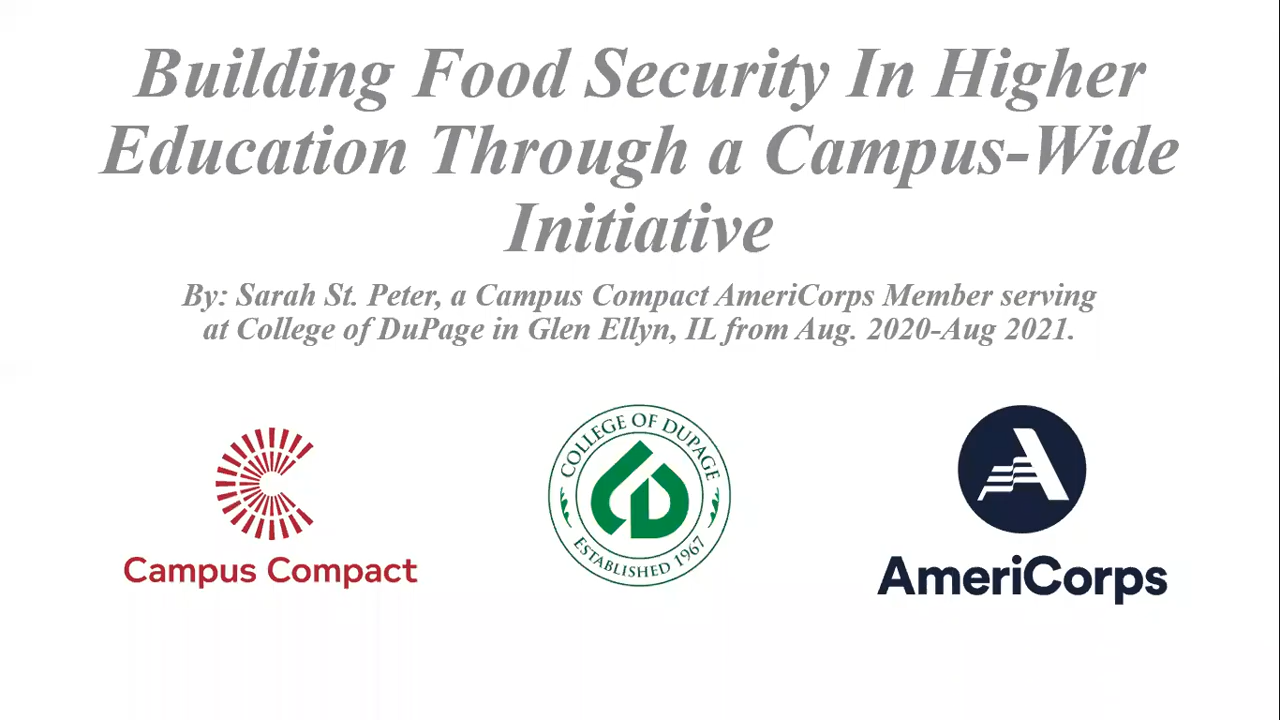 Building Food Security In Higher
Education Through a Campus-Wide
Initiative
By: Sarah St. Peter, a Campus Compact AmeriCorps Member serving
at College of DuPage in Glen Ellyn, IL from Aug. 2020-Aug 2021.
Campus Compact
COLLEGE OF DUPAGE
ESTABLISHED 1967
AmeriCorps